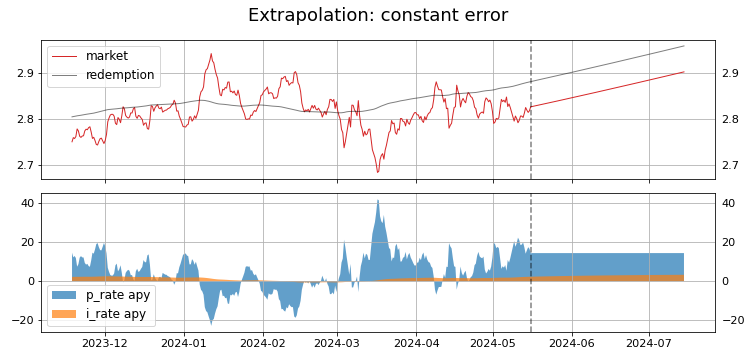 Extrapolation: constant error
market
redemption
2.9
2.9
2.8
2.8
2.7
2.7
40
40
20
20
0
0
−20
−20
p_rate apy
i_rate apy
2023-12 2024-01 2024-02 2024-03 2024-04 2024-05 2024-06 2024-07